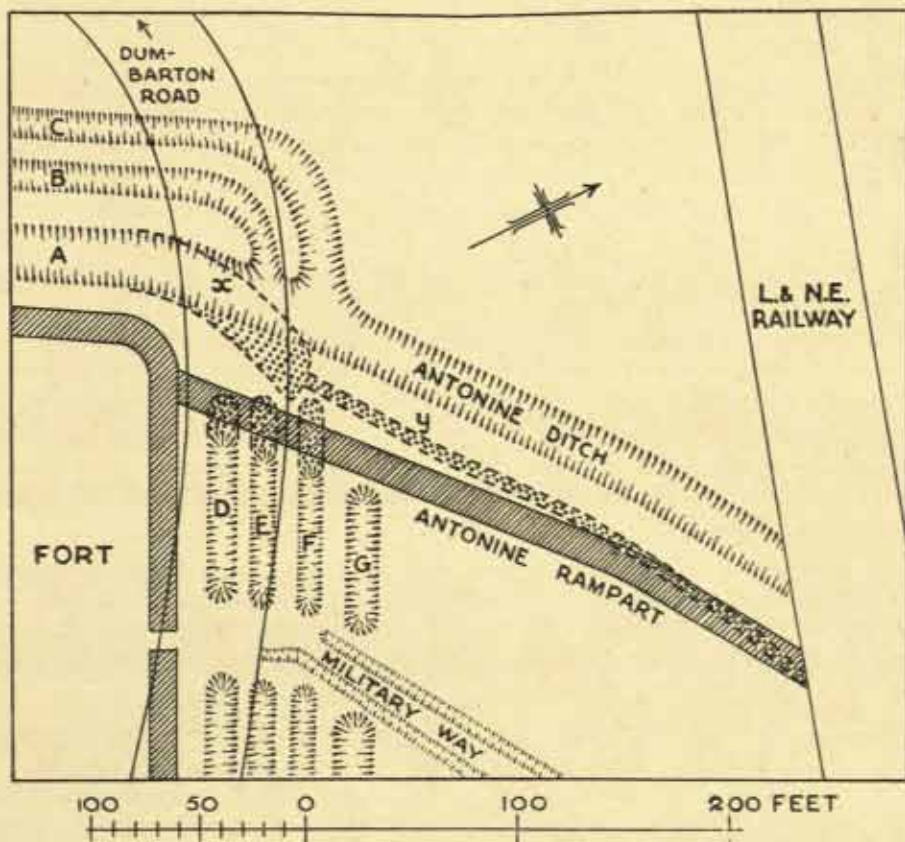 DUM-
BARTON
ROAD
C
B
A
x
L. & N.E.
RAILWAY
ANTONINE DITCH
y
D
E
F
G
FORT
ANTONINE RAMPART
MILITARY WAY
100 50 0 100 200 FEET